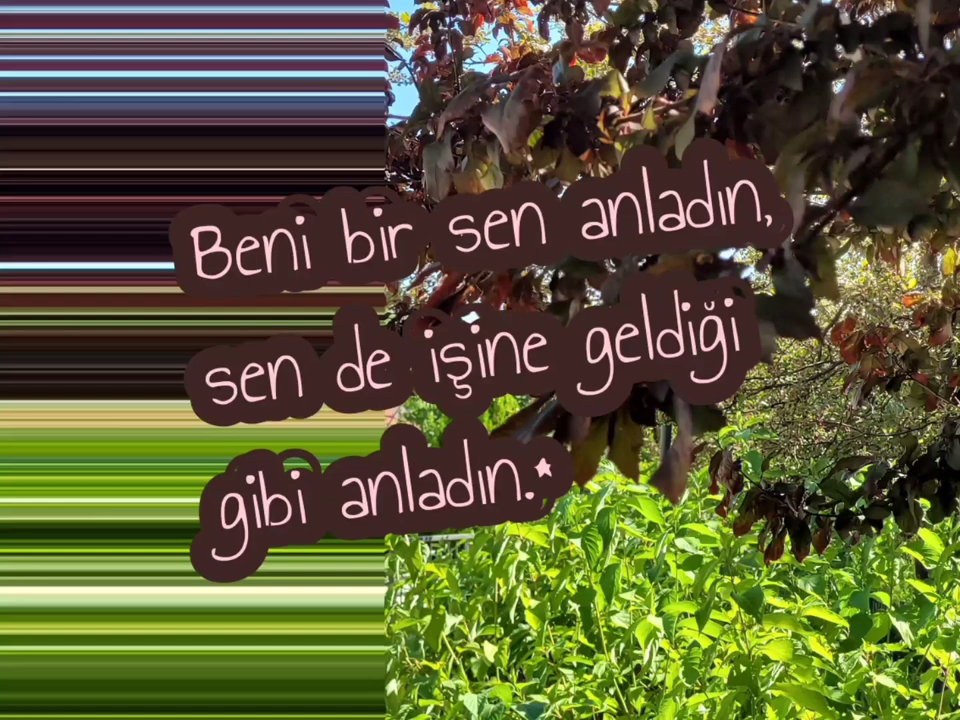 Beni bir sen anladın,
sen de işine geldiği
gibi anladın.*